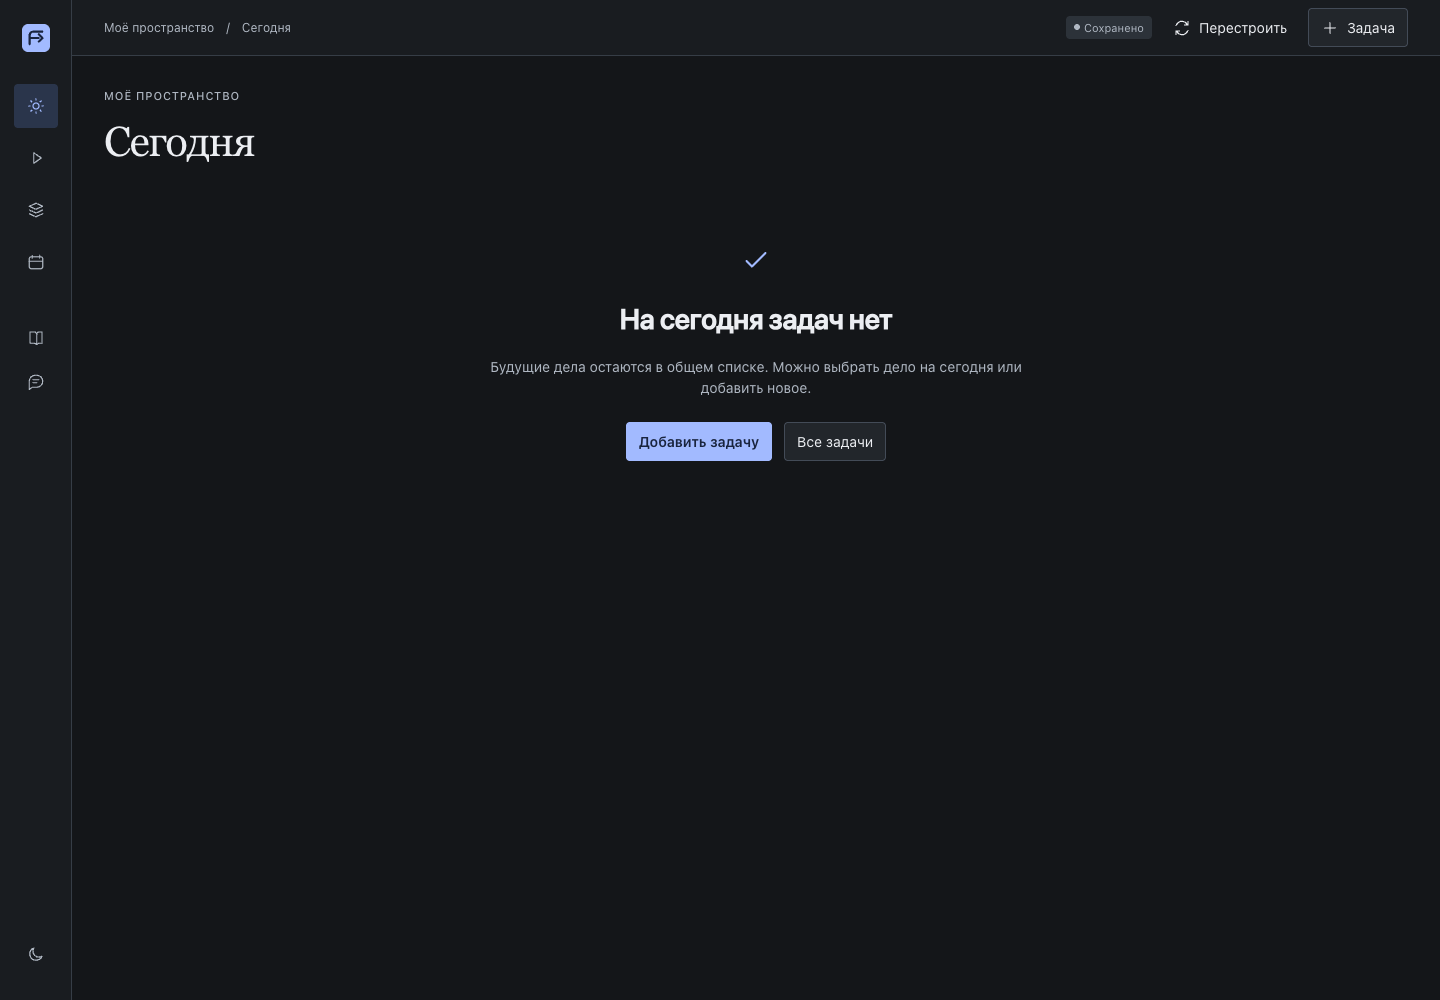 Моё пространство / Сегодня
Сохранено
Перестроить
Задача
МОЁ ПРОСТРАНСТВО
Сегодня
На сегодня задач нет
Будущие дела остаются в общем списке. Можно выбрать дело на сегодня или
добавить новое.
Добавить задачу
Все задачи